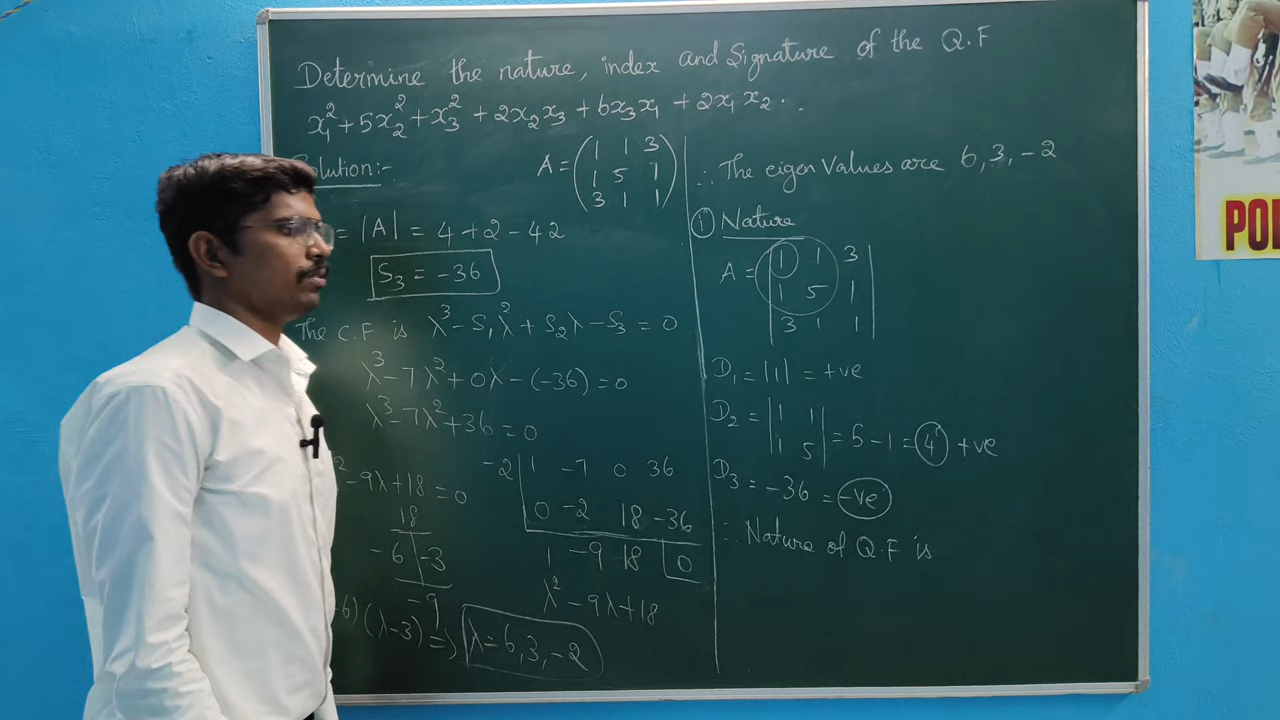 Determine the nature, index and Signature of the Q.F
x₁² + 5x₂² + x₃² + 2x₂x₃ + 6x₃x₁ + 2x₁x₂.
olution:-
A = (1 1 3
1 5 1
3 1 1)
= |A| = 4 + 2 - 42
S₃ = -36
The C.F is λ³ - S₁λ² + S₂λ - S₃ = 0
λ³ - 7λ² + 0λ - (-36) = 0
λ³ - 7λ² + 36 = 0
-2 | 1 -7 0 36
0 -2 18 -36
1 -9 18 0
λ² - 9λ + 18
² - 9λ + 18 = 0
18
-6 | -3
-9
-6) (λ-3) => λ = 6, 3, -2
∴ The eigen Values are 6, 3, -2
(i) Nature
A = | 1 1 3 |
| 1 5 1 |
| 3 1 1 |
D₁ = |1| = +ve
D₂ = | 1 1 |
| 1 5 | = 5 - 1 = 4 +ve
D₃ = -36 = -ve
∴ Nature of Q.F is
POL